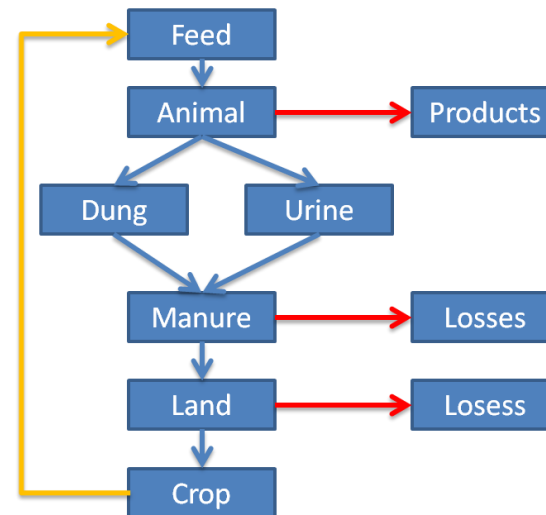 Feed
Animal
Products
Dung
Urine
Manure
Losses
Land
Losess
Crop